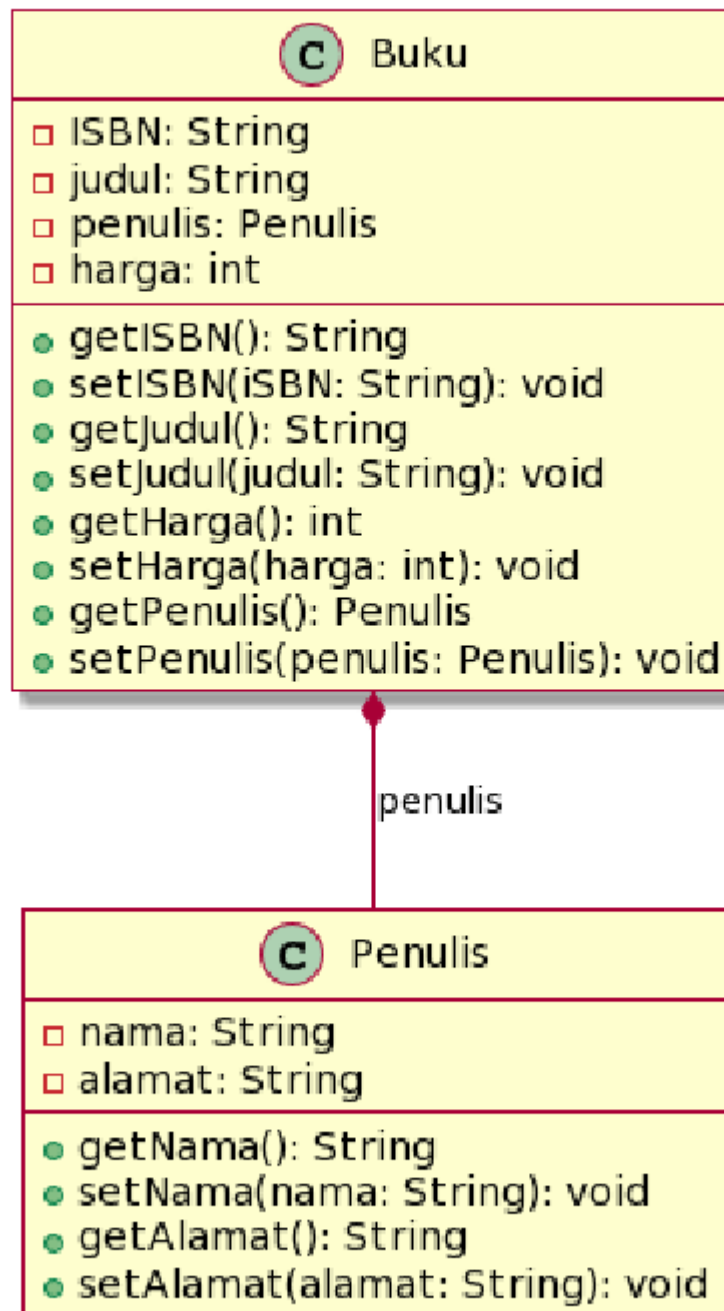 C Buku
ISBN: String
judul: String
penulis: Penulis
harga: int
getISBN(): String
setISBN(iSBN: String): void
getJudul(): String
setJudul(judul: String): void
getHarga(): int
setHarga(harga: int): void
getPenulis(): Penulis
setPenulis(penulis: Penulis): void
penulis
C Penulis
nama: String
alamat: String
getNama(): String
setNama(nama: String): void
getAlamat(): String
setAlamat(alamat: String): void